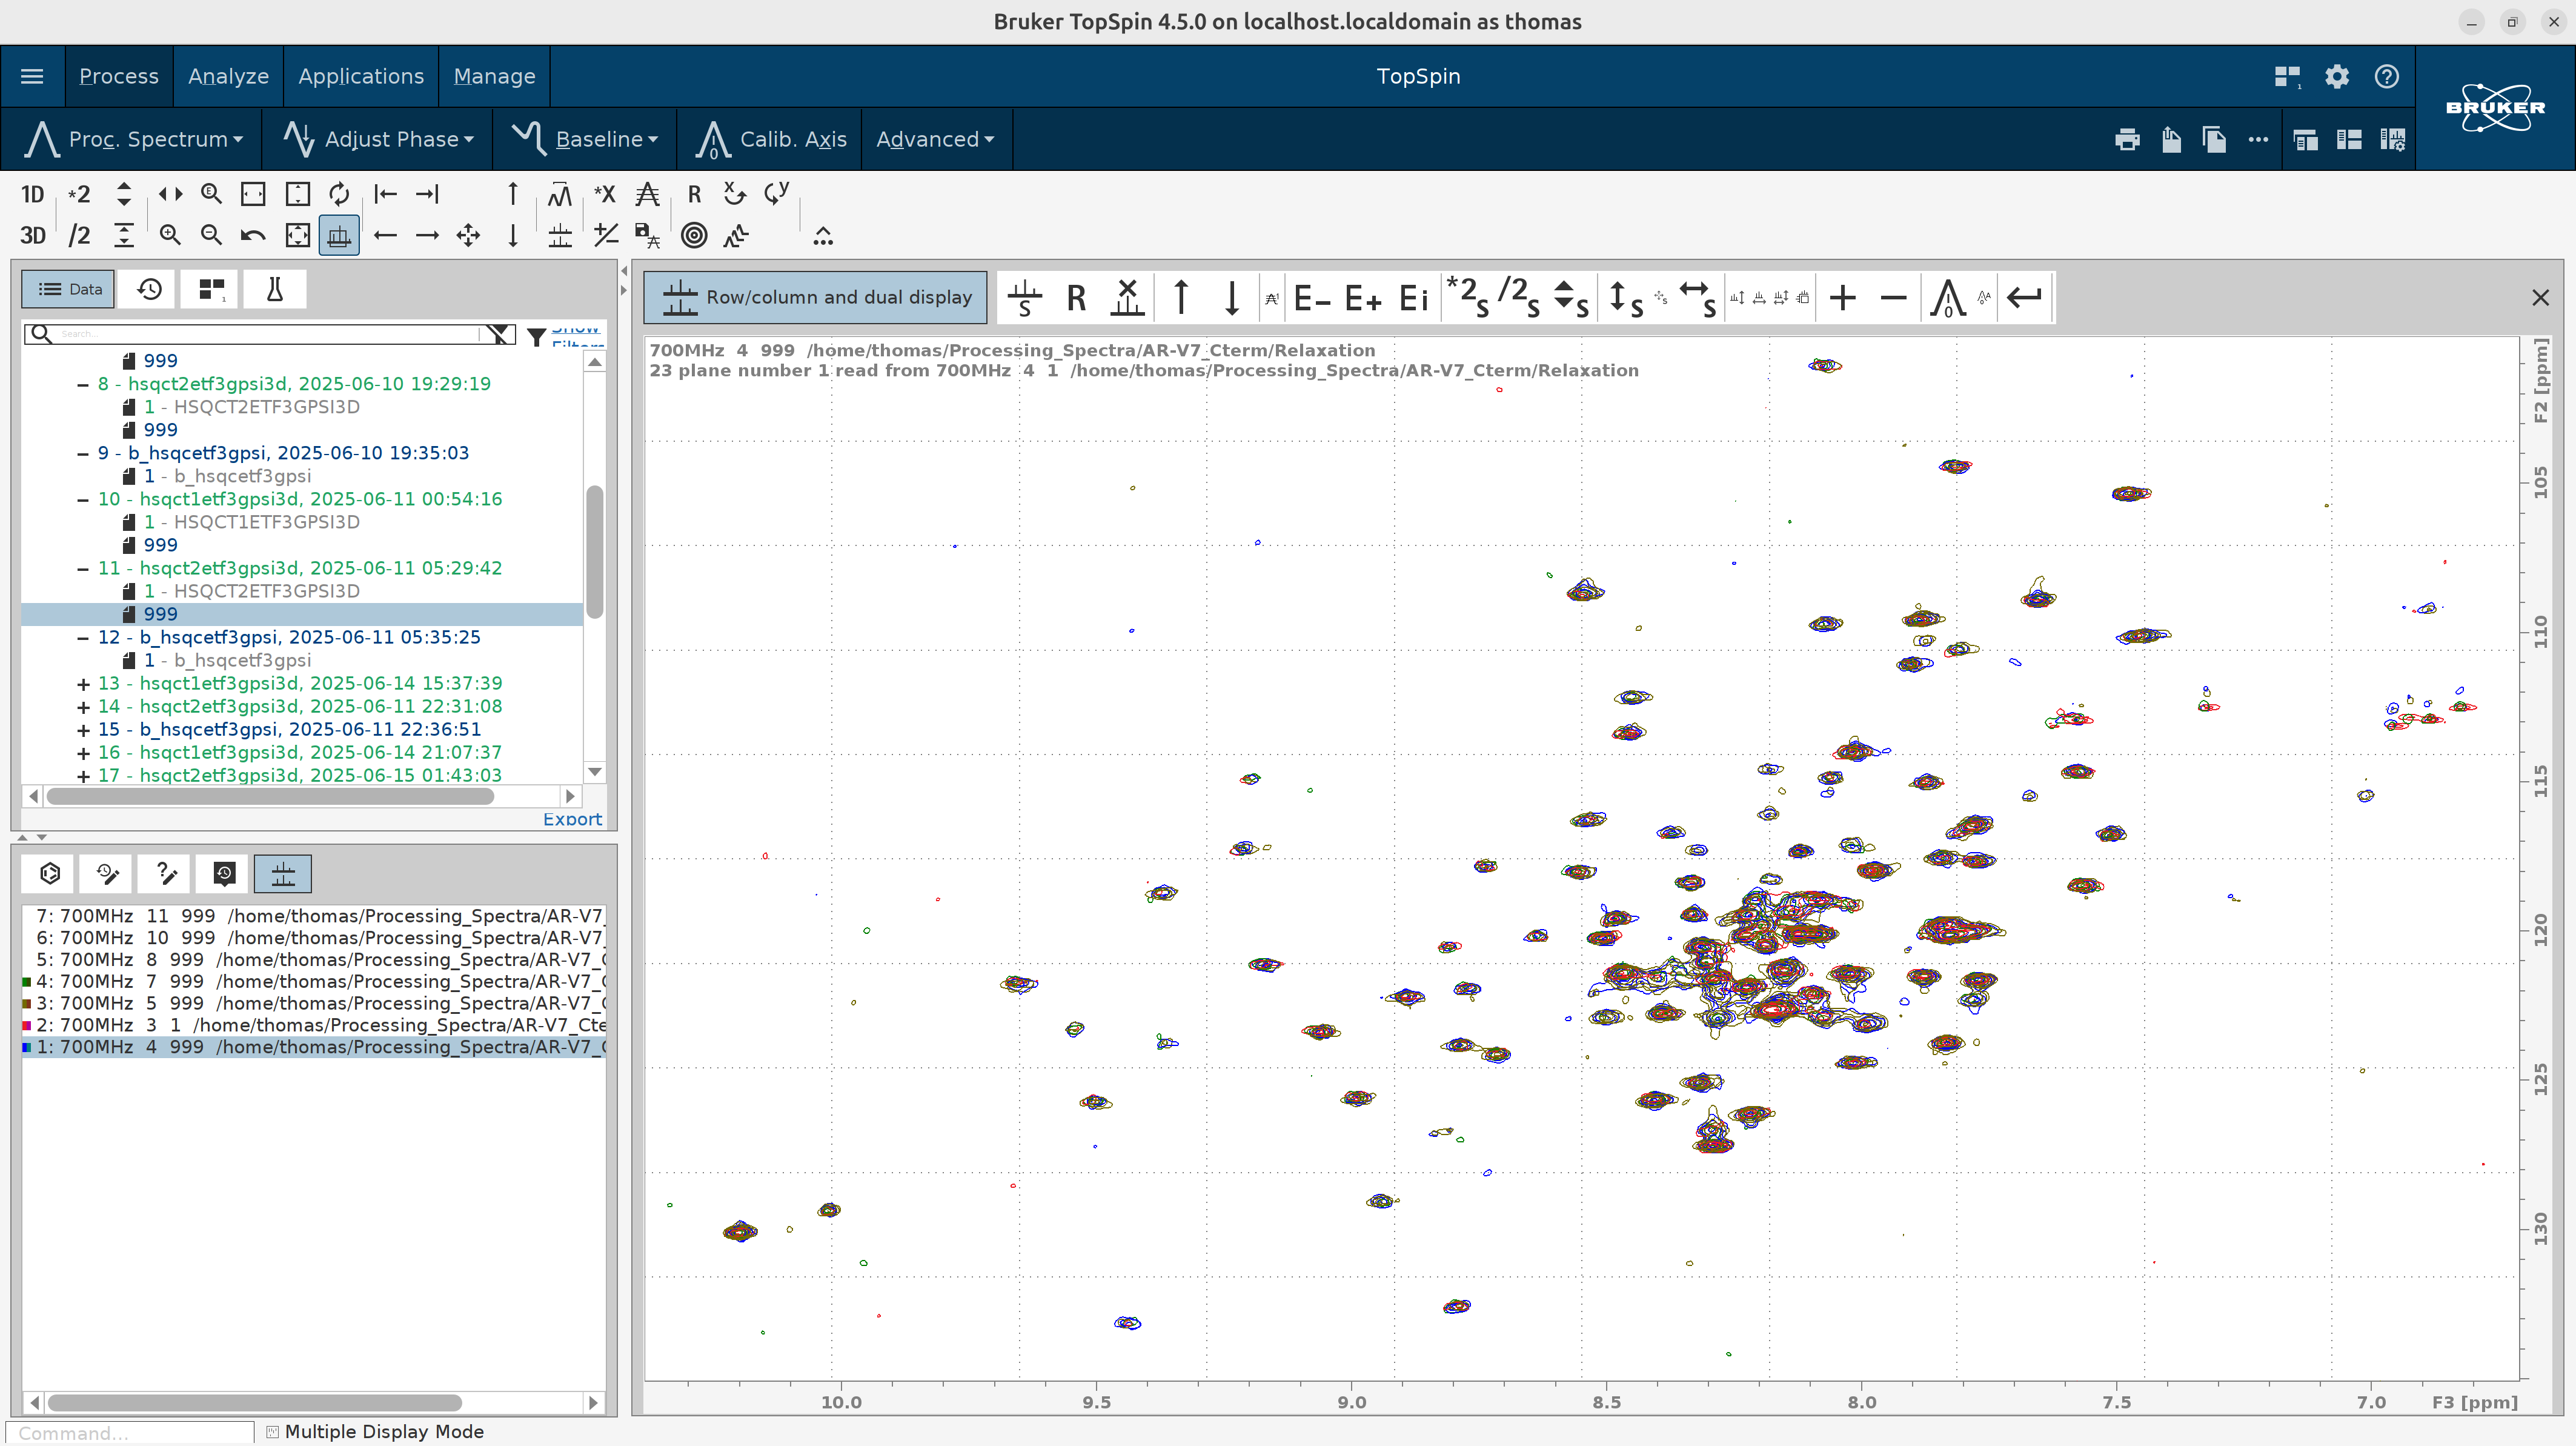 Bruker TopSpin 4.5.0 on localhost.localdomain as thomas
Process Analyze Applications Manage TopSpin
Proc. Spectrum Adjust Phase Baseline Calib. Axis Advanced BRUKER
1D *2 *X R x y
3D /2
Data
Search...
Row/column and dual display S R E- E+ Ei *2s /2s S S S
700MHz 4 999 /home/thomas/Processing_Spectra/AR-V7_Cterm/Relaxation
23 plane number 1 read from 700MHz 4 1 /home/thomas/Processing_Spectra/AR-V7_Cterm/Relaxation
999
8 - hsqct2etf3gpsi3d, 2025-06-10 19:29:19
1 - HSQCT2ETF3GPSI3D
999
9 - b_hsqcetf3gpsi, 2025-06-10 19:35:03
1 - b_hsqcetf3gpsi
10 - hsqct1etf3gpsi3d, 2025-06-11 00:54:16
1 - HSQCT1ETF3GPSI3D
999
11 - hsqct2etf3gpsi3d, 2025-06-11 05:29:42
1 - HSQCT2ETF3GPSI3D
999
12 - b_hsqcetf3gpsi, 2025-06-11 05:35:25
1 - b_hsqcetf3gpsi
13 - hsqct1etf3gpsi3d, 2025-06-14 15:37:39
14 - hsqct2etf3gpsi3d, 2025-06-11 22:31:08
15 - b_hsqcetf3gpsi, 2025-06-11 22:36:51
16 - hsqct1etf3gpsi3d, 2025-06-14 21:07:37
17 - hsqct2etf3gpsi3d, 2025-06-15 01:43:03
Export
7: 700MHz 11 999 /home/thomas/Processing_Spectra/AR-V7_
6: 700MHz 10 999 /home/thomas/Processing_Spectra/AR-V7_
5: 700MHz 8 999 /home/thomas/Processing_Spectra/AR-V7_
4: 700MHz 7 999 /home/thomas/Processing_Spectra/AR-V7_
3: 700MHz 5 999 /home/thomas/Processing_Spectra/AR-V7_
2: 700MHz 3 1 /home/thomas/Processing_Spectra/AR-V7_Cte
1: 700MHz 4 999 /home/thomas/Processing_Spectra/AR-V7_
F2 [ppm]
105
110
115
120
125
130
10.0 9.5 9.0 8.5 8.0 7.5 7.0 F3 [ppm]
Command...
Multiple Display Mode